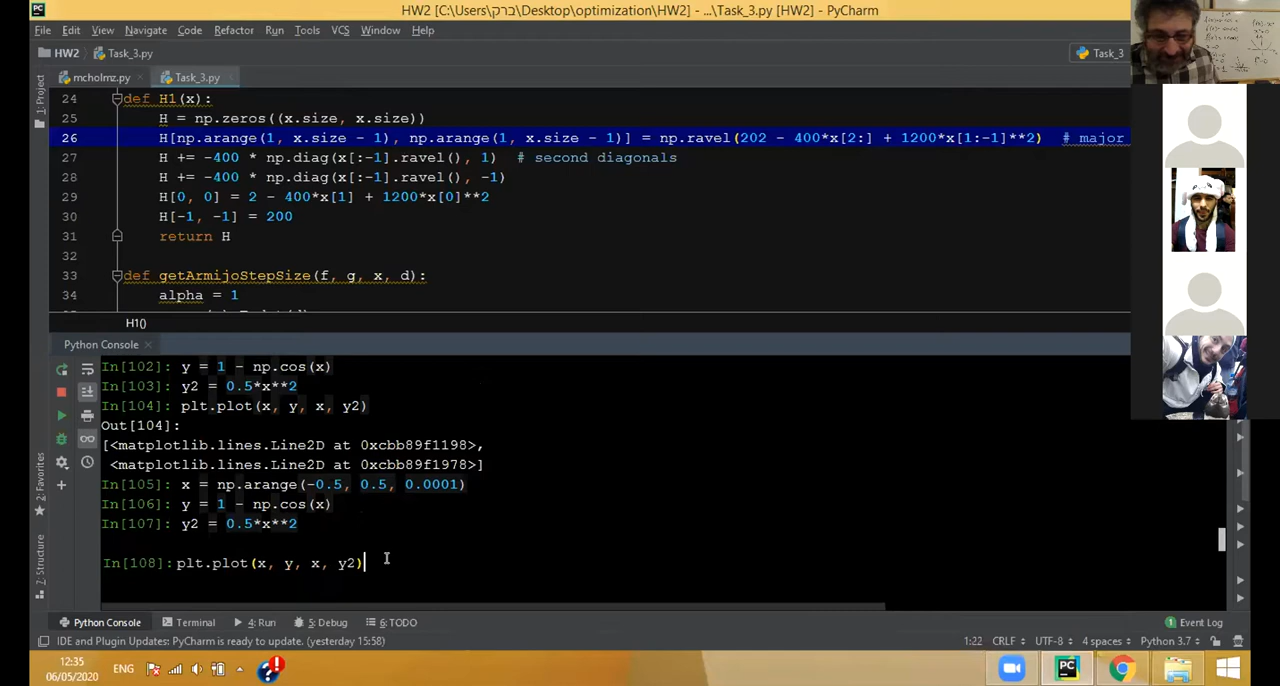 HW2 [C:\Users\ברק\Desktop\optimization\HW2] - ...\Task_3.py [HW2] - PyCharm
File Edit View Navigate Code Refactor Run Tools VCS Window Help
HW2 Task_3.py Task_3
mcholmz.py Task_3.py
1: Project
24 def H1(x):
25 H = np.zeros((x.size, x.size))
26 H[np.arange(1, x.size - 1), np.arange(1, x.size - 1)] = np.ravel(202 - 400*x[2:] + 1200*x[1:-1]**2) # major
27 H += -400 * np.diag(x[:-1].ravel(), 1) # second diagonals
28 H += -400 * np.diag(x[:-1].ravel(), -1)
29 H[0, 0] = 2 - 400*x[1] + 1200*x[0]**2
30 H[-1, -1] = 200
31 return H
32
33 def getArmijoStepSize(f, g, x, d):
34 alpha = 1
H1()
Python Console
In[102]: y = 1 - np.cos(x)
In[103]: y2 = 0.5*x**2
In[104]: plt.plot(x, y, x, y2)
Out[104]:
[<matplotlib.lines.Line2D at 0xcbb89f1198>,
<matplotlib.lines.Line2D at 0xcbb89f1978>]
In[105]: x = np.arange(-0.5, 0.5, 0.0001)
In[106]: y = 1 - np.cos(x)
In[107]: y2 = 0.5*x**2
In[108]: plt.plot(x, y, x, y2)
2: Favorites
7: Structure
Python Console Terminal 4: Run 5: Debug 6: TODO 1 Event Log
IDE and Plugin Updates: PyCharm is ready to update. (yesterday 15:58) 1:22 CRLF UTF-8 4 spaces Python 3.7
12:35
06/05/2020
ENG